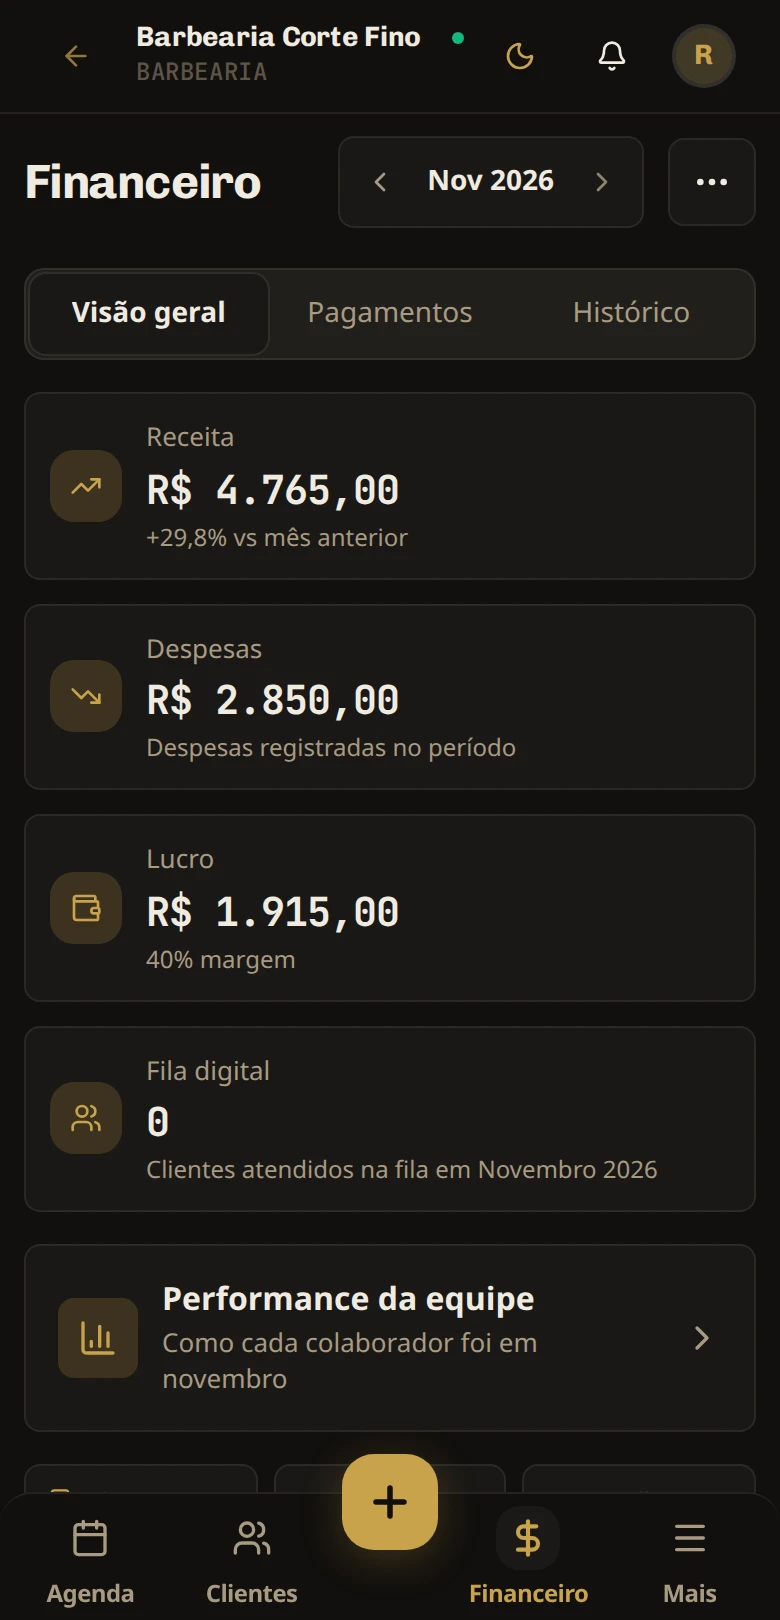 Barbearia Corte Fino
BARBEARIA
R
Financeiro
Nov 2026
Visão geral
Pagamentos
Histórico
Receita
R$ 4.765,00
+29,8% vs mês anterior
Despesas
R$ 2.850,00
Despesas registradas no período
Lucro
R$ 1.915,00
40% margem
Fila digital
0
Clientes atendidos na fila em Novembro 2026
Performance da equipe
Como cada colaborador foi em
novembro
Agenda
Clientes
Financeiro
Mais